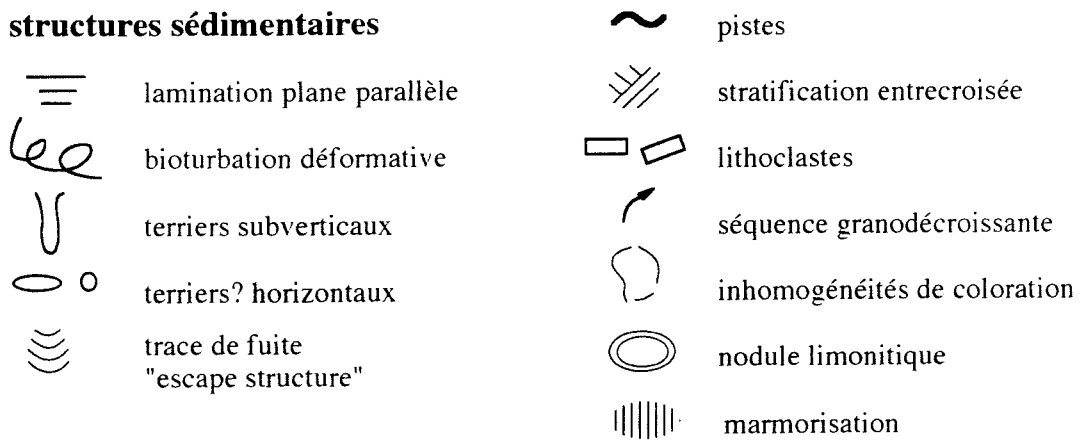 structures sédimentaires
lamination plane parallèle
bioturbation déformative
terriers subverticaux
terriers? horizontaux
trace de fuite
"escape structure"
pistes
stratification entrecroisée
lithoclastes
séquence granodécroissante
inhomogénéités de coloration
nodule limonitique
marmorisation